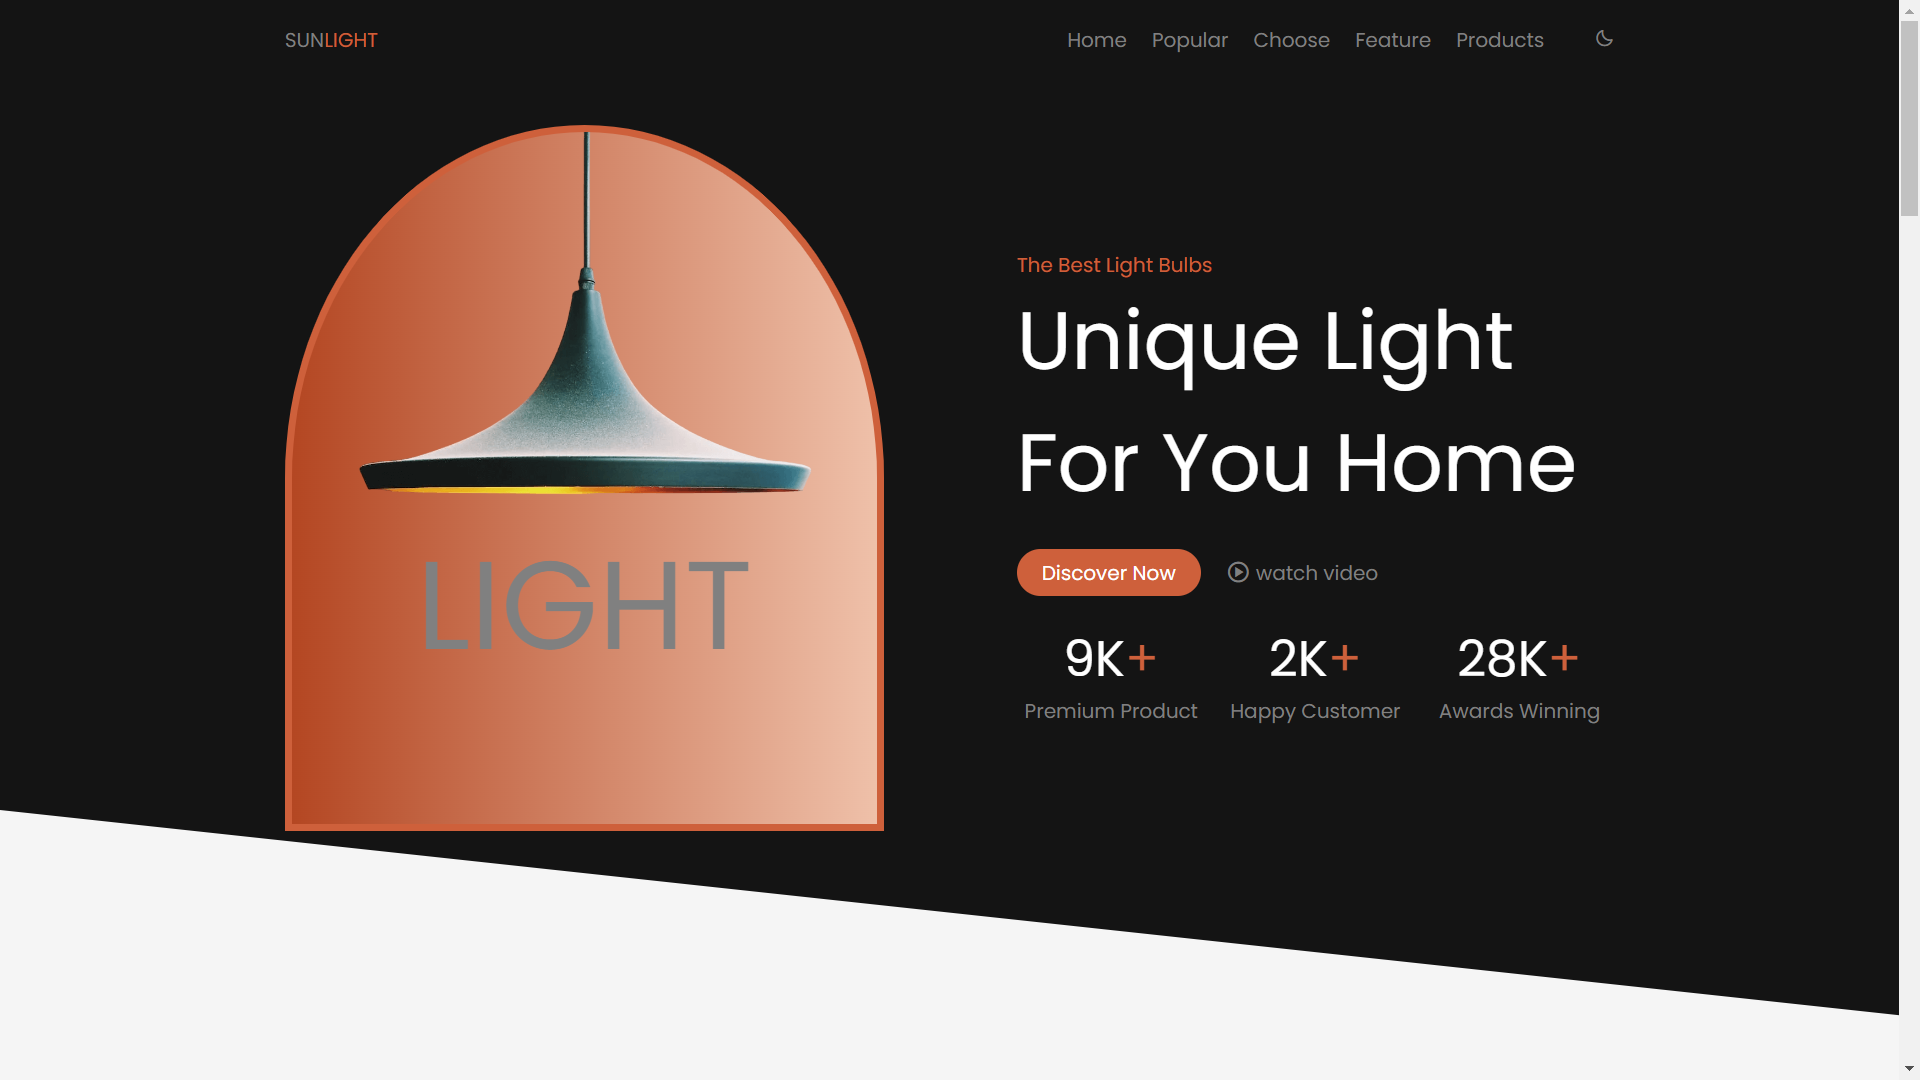 SUNLIGHT
Home Popular Choose Feature Products
LIGHT
The Best Light Bulbs
Unique Light
For You Home
Discover Now watch video
9K+ 2K+ 28K+
Premium Product Happy Customer Awards Winning